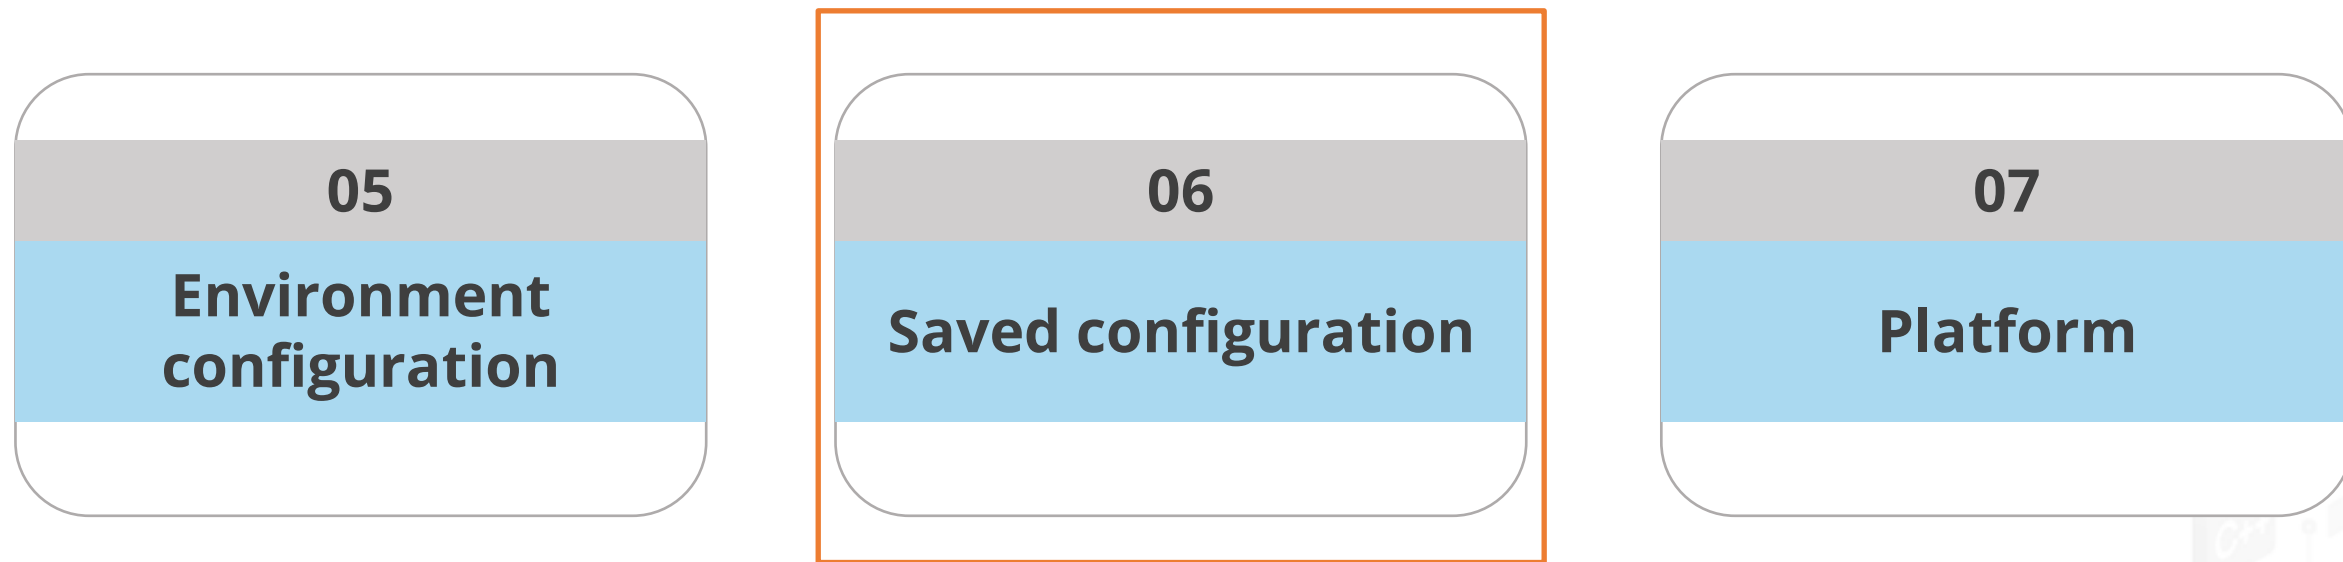 05
Environment
configuration
06
Saved configuration
07
Platform
C++